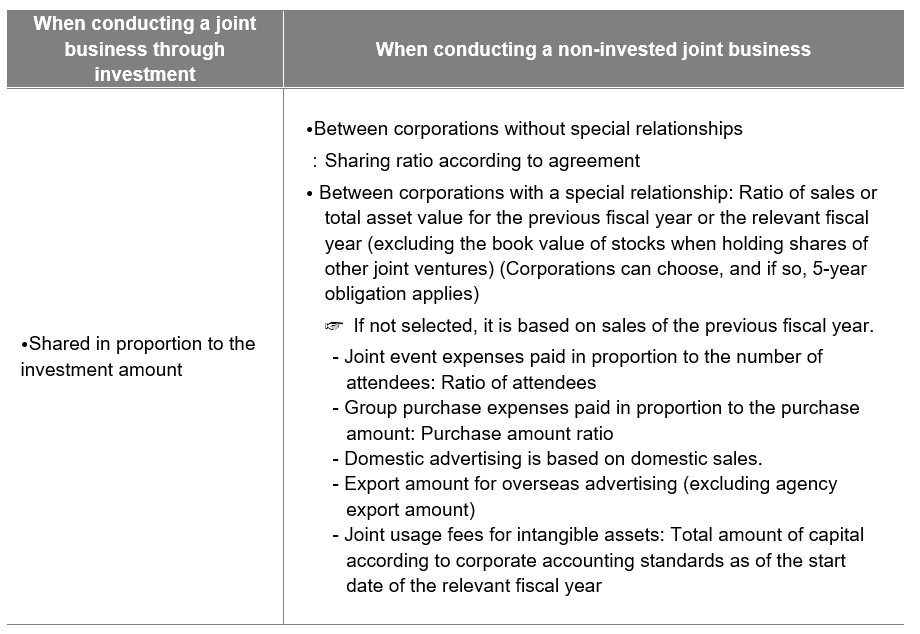 When conducting a joint
business through
investment
When conducting a non-invested joint business
•Shared in proportion to the
investment amount
•Between corporations without special relationships
: Sharing ratio according to agreement
• Between corporations with a special relationship: Ratio of sales or
total asset value for the previous fiscal year or the relevant fiscal
year (excluding the book value of stocks when holding shares of
other joint ventures) (Corporations can choose, and if so, 5-year
obligation applies)
☞ If not selected, it is based on sales of the previous fiscal year.
- Joint event expenses paid in proportion to the number of
attendees: Ratio of attendees
- Group purchase expenses paid in proportion to the purchase
amount: Purchase amount ratio
- Domestic advertising is based on domestic sales.
- Export amount for overseas advertising (excluding agency
export amount)
- Joint usage fees for intangible assets: Total amount of capital
according to corporate accounting standards as of the start
date of the relevant fiscal year